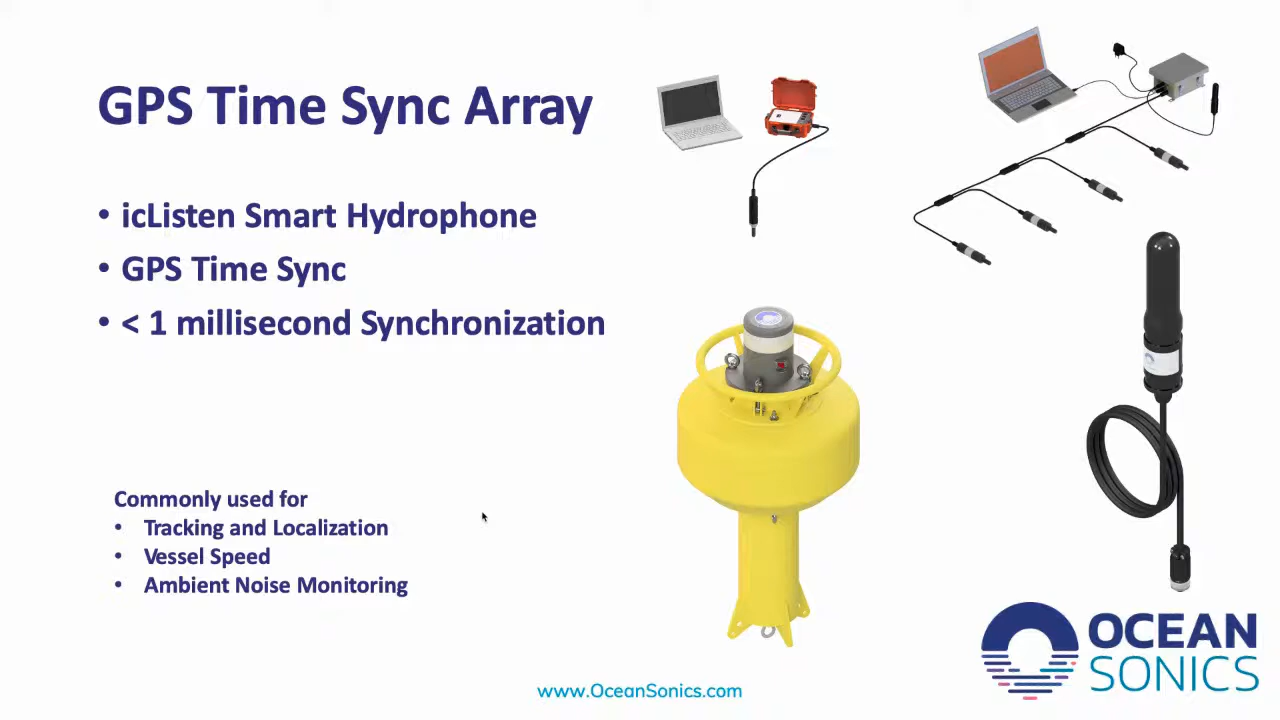 GPS Time Sync Array
• icListen Smart Hydrophone
• GPS Time Sync
• < 1 millisecond Synchronization
Commonly used for
• Tracking and Localization
• Vessel Speed
• Ambient Noise Monitoring
www.OceanSonics.com
OCEAN
SONICS